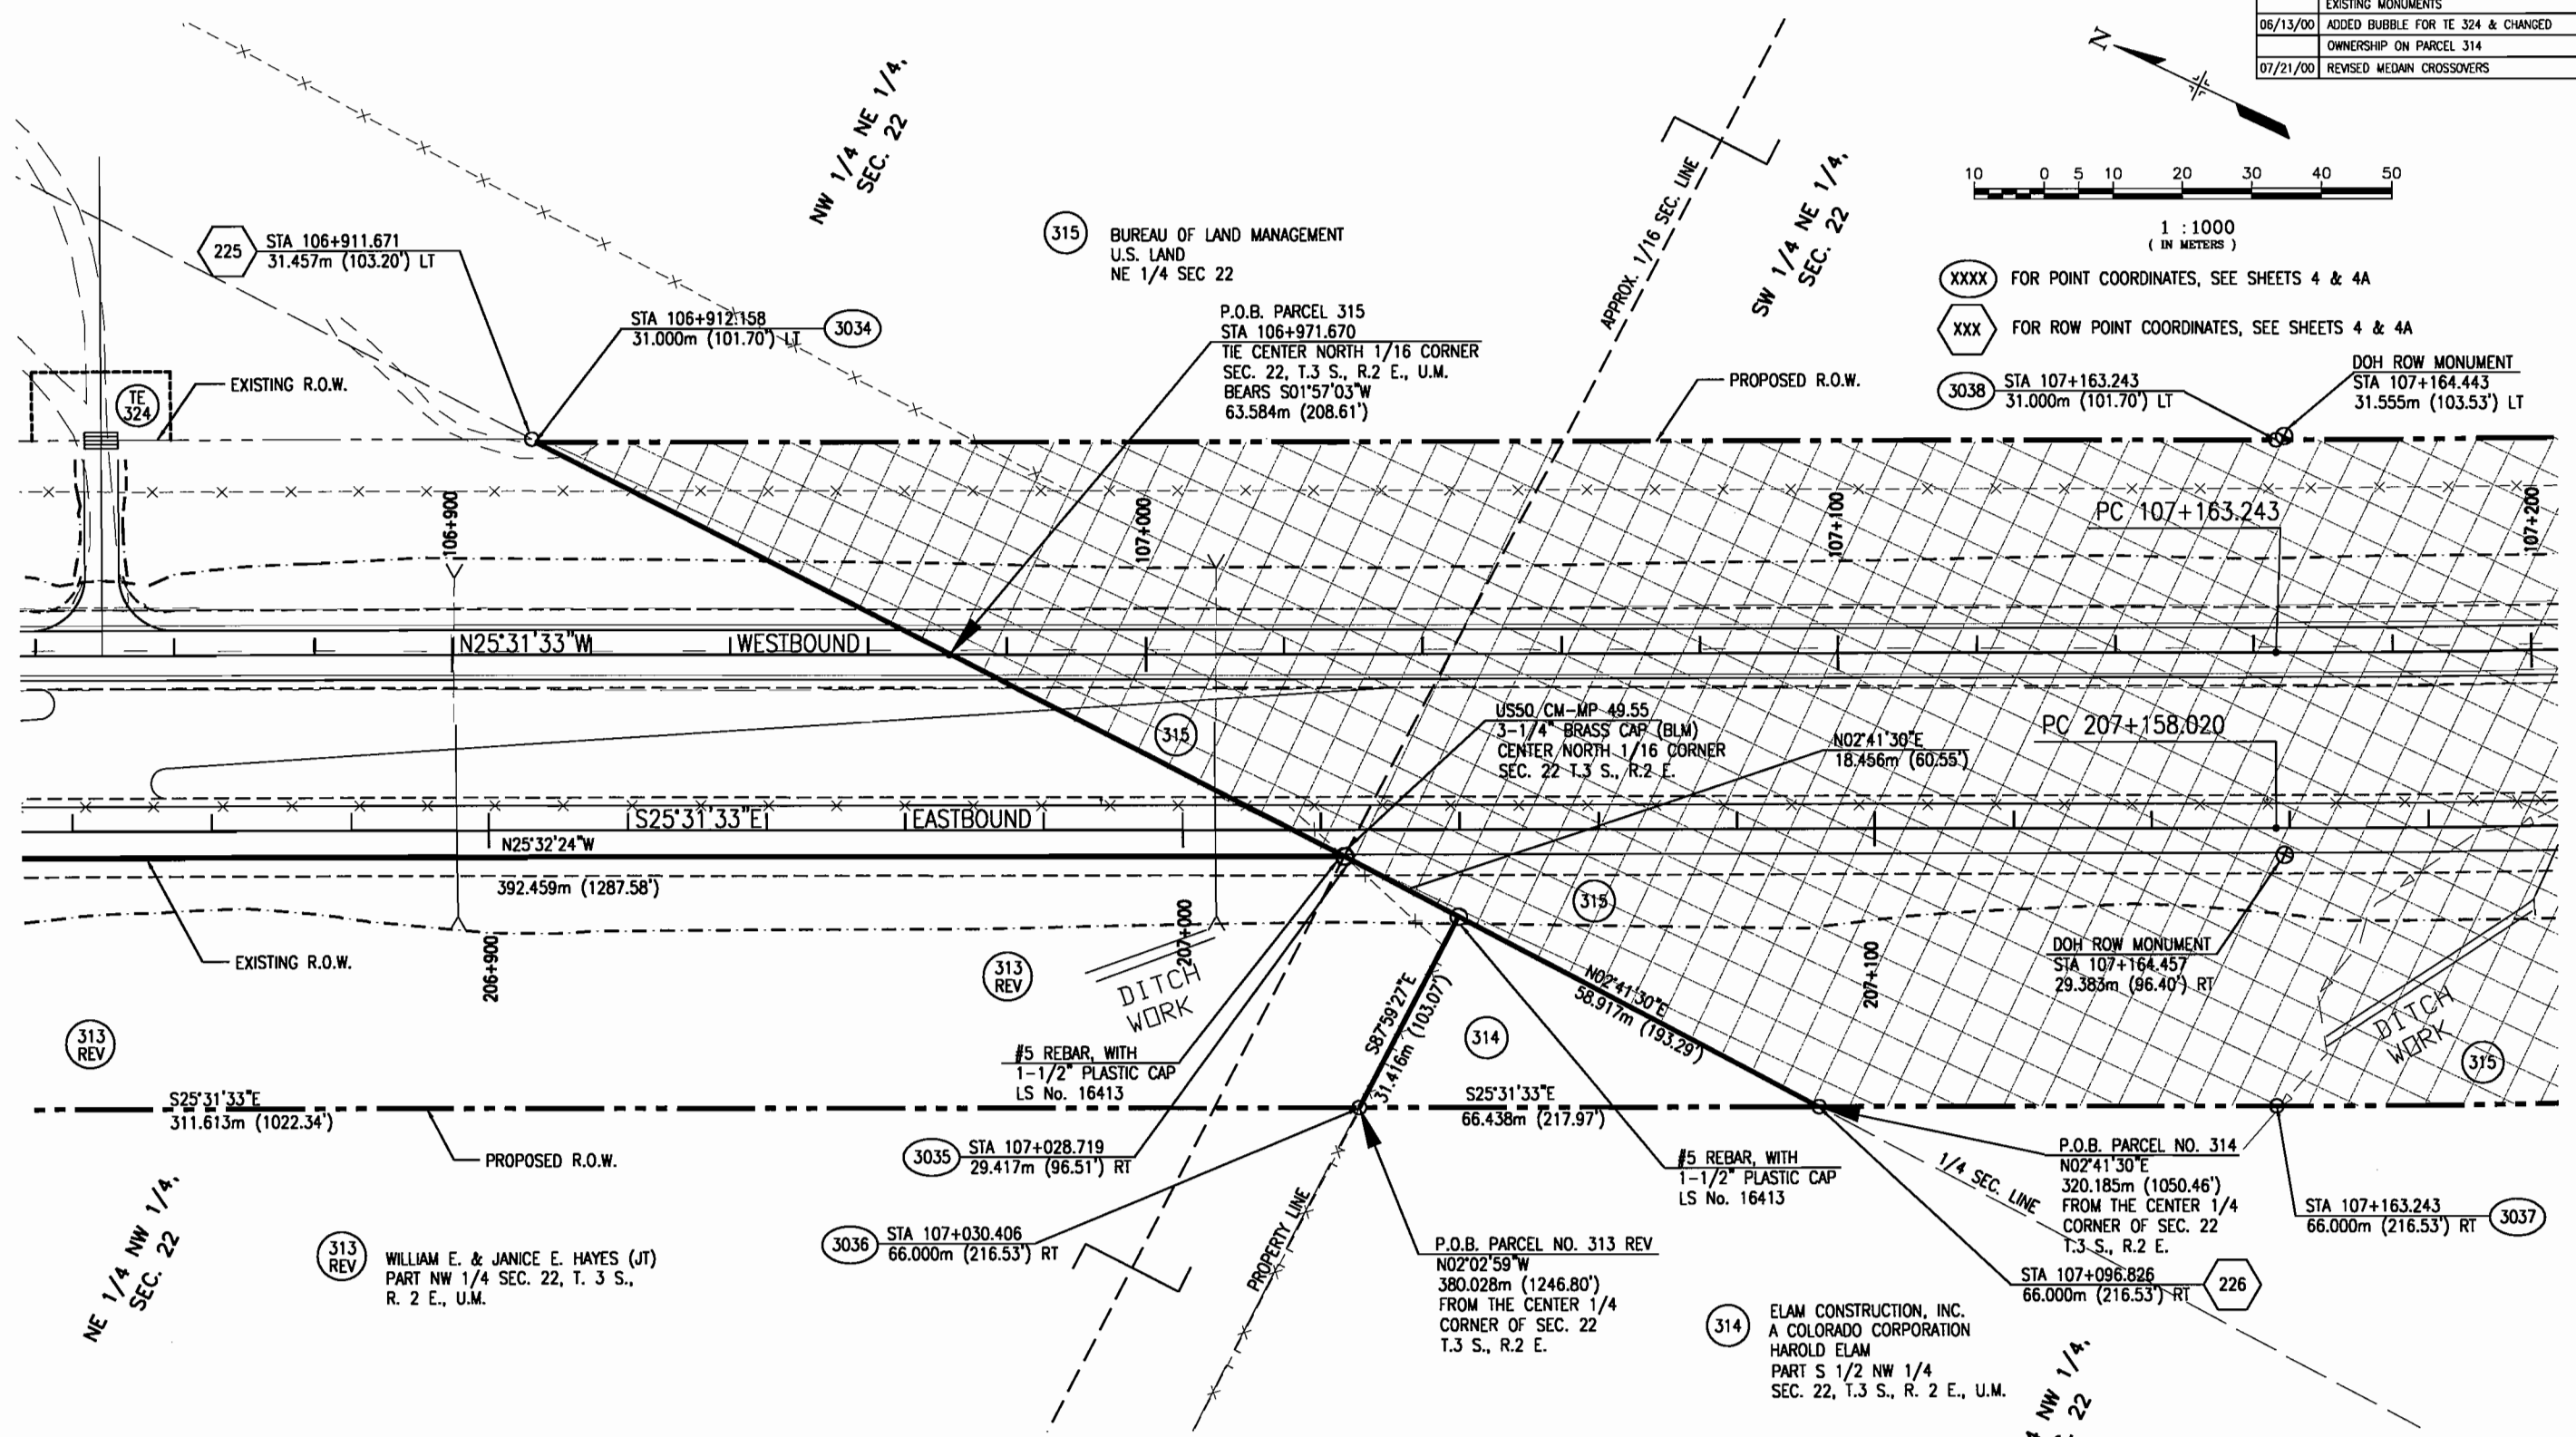 EXISTING MONUMENTS
06/13/00 ADDED BUBBLE FOR TE 324 & CHANGED
OWNERSHIP ON PARCEL 314
07/21/00 REVISED MEDAIN CROSSOVERS
N
10 0 5 10 20 30 40 50
1 :1000
( IN METERS )
XXXX FOR POINT COORDINATES, SEE SHEETS 4 & 4A
XXX FOR ROW POINT COORDINATES, SEE SHEETS 4 & 4A
NW 1/4 NE 1/4,
SEC. 22
APPROX. 1/16 SEC. LINE
SW 1/4 NE 1/4,
SEC. 22
225
STA 106+911.671
31.457m (103.20') LT
STA 106+912.158
31.000m (101.70') LT
3034
315
BUREAU OF LAND MANAGEMENT
U.S. LAND
NE 1/4 SEC 22
P.O.B. PARCEL 315
STA 106+971.670
TIE CENTER NORTH 1/16 CORNER
SEC. 22, T.3 S., R.2 E., U.M.
BEARS S01°57'03"W
63.584m (208.61')
PROPOSED R.O.W.
3038
STA 107+163.243
31.000m (101.70') LT
DOH ROW MONUMENT
STA 107+164.443
31.555m (103.53') LT
TE
324
EXISTING R.O.W.
106+900
107+000
107+100
107+200
PC 107+163.243
N25°31'33"W
WESTBOUND
315
US50 CM-MP 49.55
3-1/4" BRASS CAP (BLM)
CENTER NORTH 1/16 CORNER
SEC. 22 T.3 S., R.2 E.
N02°41'30"E
18.456m (60.55')
PC 207+158.020
S25°31'33"E
EASTBOUND
N25°32'24"W
392.459m (1287.58')
EXISTING R.O.W.
206+900
207+000
207+100
313
REV
DITCH
WORK
315
N02°41'30"E
58.917m (193.29')
S87°59'27"E
31.416m (103.07')
314
DOH ROW MONUMENT
STA 107+164.457
29.383m (96.40') RT
DITCH
WORK
315
313
REV
#5 REBAR, WITH
1-1/2" PLASTIC CAP
LS No. 16413
S25°31'33"E
311.613m (1022.34')
S25°31'33"E
66.438m (217.97')
PROPOSED R.O.W.
3035
STA 107+028.719
29.417m (96.51') RT
#5 REBAR, WITH
1-1/2" PLASTIC CAP
LS No. 16413
1/4 SEC. LINE
P.O.B. PARCEL NO. 314
N02°41'30"E
320.185m (1050.46')
FROM THE CENTER 1/4
CORNER OF SEC. 22
T.3 S., R.2 E.
STA 107+163.243
66.000m (216.53') RT
3037
NE 1/4 NW 1/4,
SEC. 22
313
REV
WILLIAM E. & JANICE E. HAYES (JT)
PART NW 1/4 SEC. 22, T. 3 S.,
R. 2 E., U.M.
3036
STA 107+030.406
66.000m (216.53') RT
PROPERTY LINE
P.O.B. PARCEL NO. 313 REV
N02°02'59"W
380.028m (1246.80')
FROM THE CENTER 1/4
CORNER OF SEC. 22
T.3 S., R.2 E.
STA 107+096.826
66.000m (216.53') RT
226
314
ELAM CONSTRUCTION, INC.
A COLORADO CORPORATION
HAROLD ELAM
PART S 1/2 NW 1/4
SEC. 22, T.3 S., R. 2 E., U.M.
NW 1/4,
22